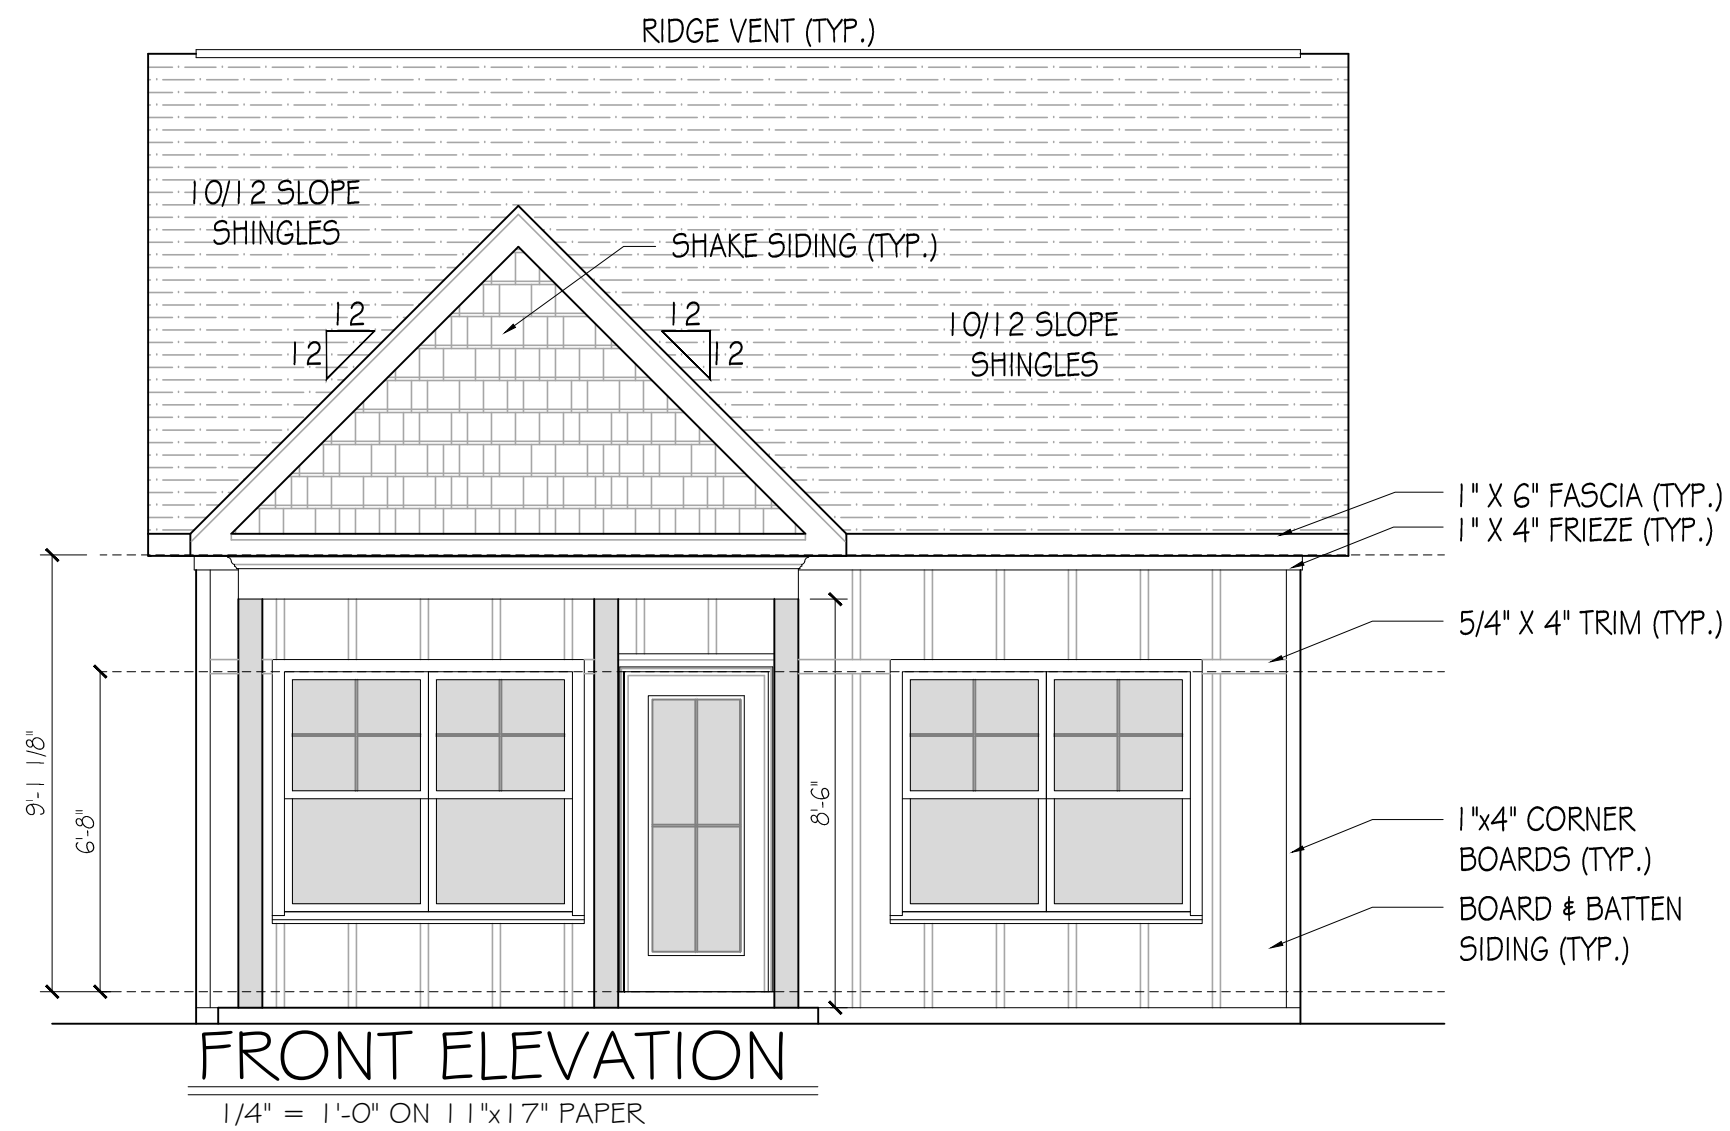 RIDGE VENT (TYP.)
10/12 SLOPE
SHINGLES
SHAKE SIDING (TYP.)
12
12
12
12
10/12 SLOPE
SHINGLES
1" X 6" FASCIA (TYP.)
1" X 4" FRIEZE (TYP.)
5/4" X 4" TRIM (TYP.)
9'-1 1/8"
6'-8"
8'-6"
1"x4" CORNER
BOARDS (TYP.)
BOARD & BATTEN
SIDING (TYP.)
FRONT ELEVATION
1/4" = 1'-0" ON 11"x17" PAPER